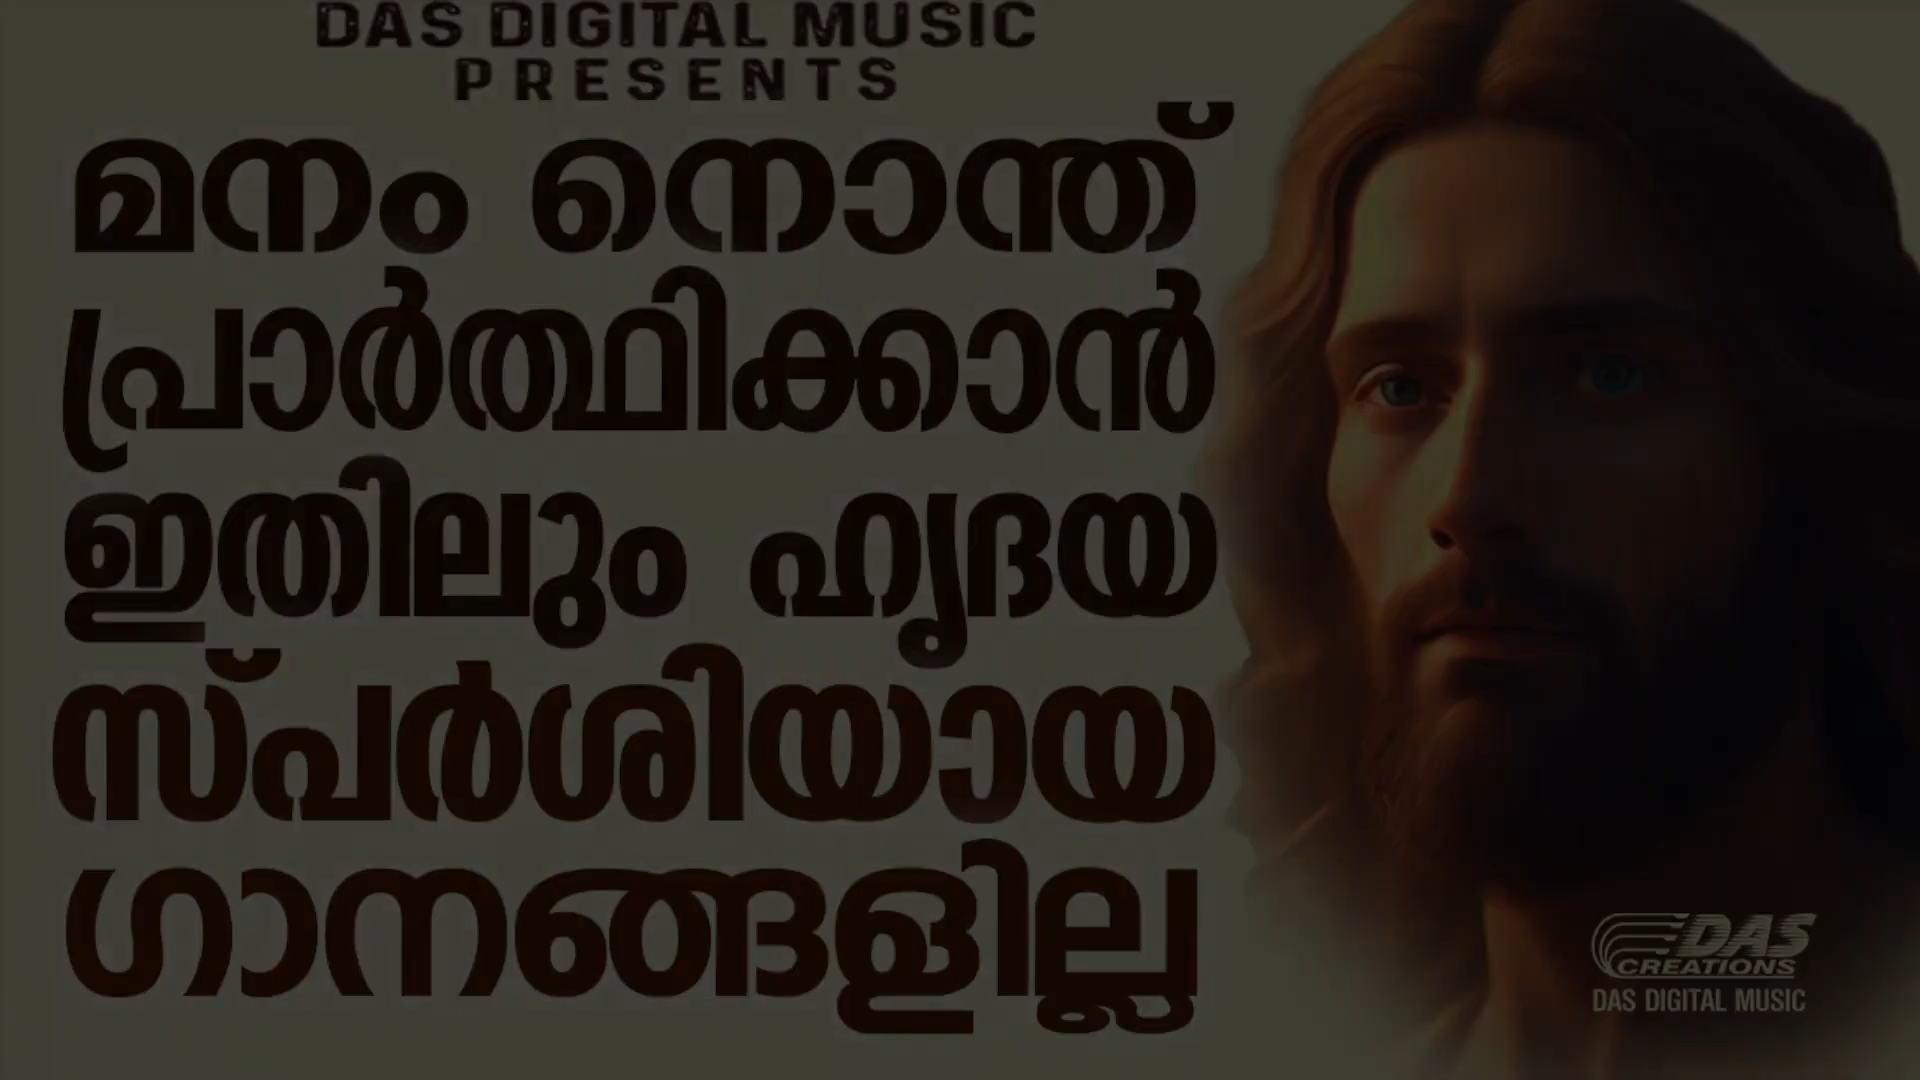 DAS DIGITAL MUSIC
PRESENTS
മനം നൊന്ത്
പ്രാർത്ഥിക്കാൻ
ഇതിലും ഹൃദയ
സ്പർശിയായ
ഗാനങ്ങളില്ല
DAS
CREATIONS
DAS DIGITAL MUSIC